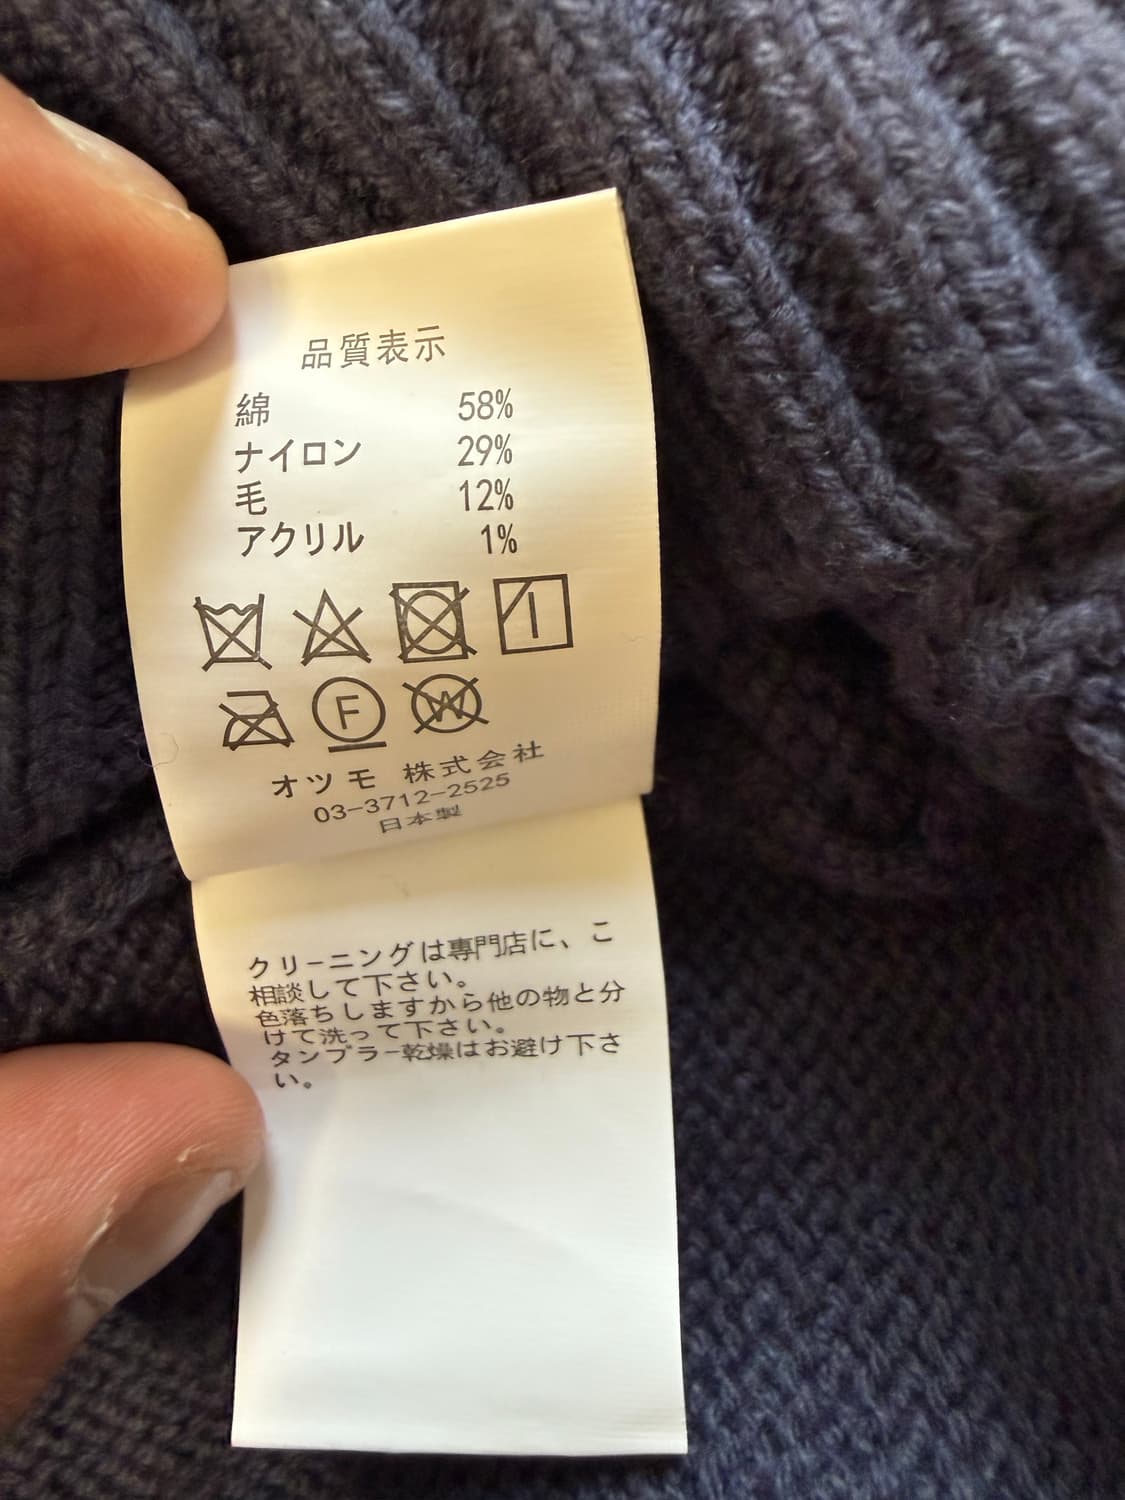 品質表示
綿 58%
ナイロン 29%
毛 12%
アクリル 1%
F W
オツモ 株式会社
03-3712-2525
日本製
クリーニングは専門店に、こ
相談して下さい。
色落ちしますから他の物と分
けて洗って下さい。
タンブラー乾燥はお避け下さ
い。